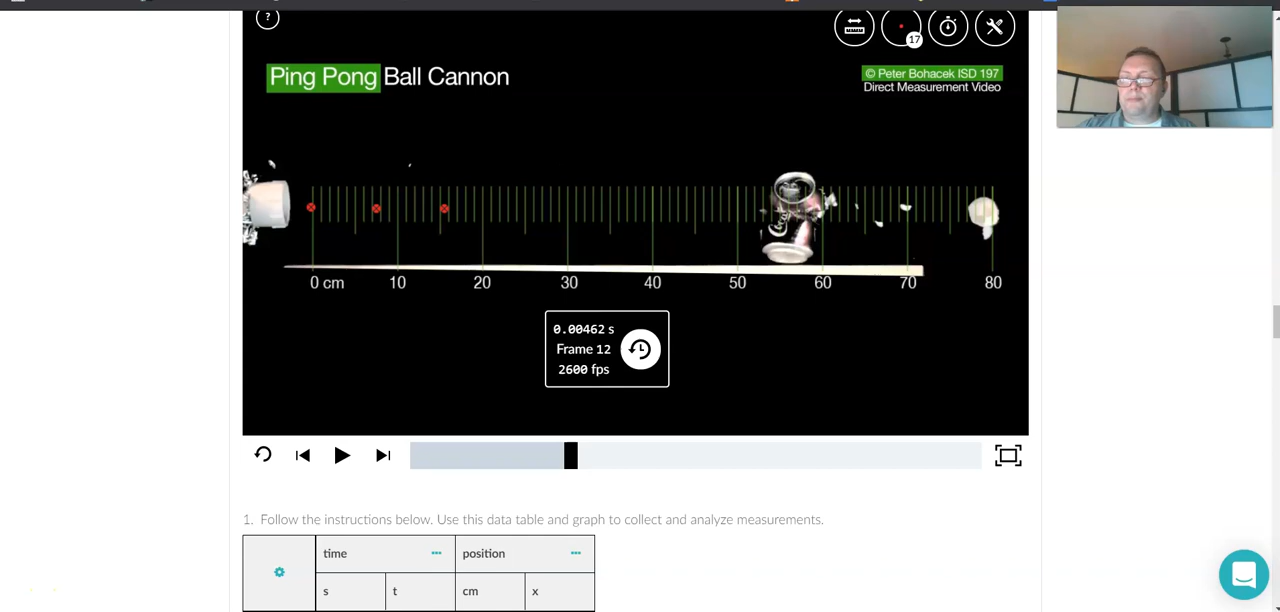 ?
17
Ping Pong Ball Cannon
© Peter Bohacek ISD 197
Direct Measurement Video
0 cm 10 20 30 40 50 60 70 80
0.00462 s
Frame 12
2600 fps
1. Follow the instructions below. Use this data table and graph to collect and analyze measurements.
time ... position ...
s t cm x